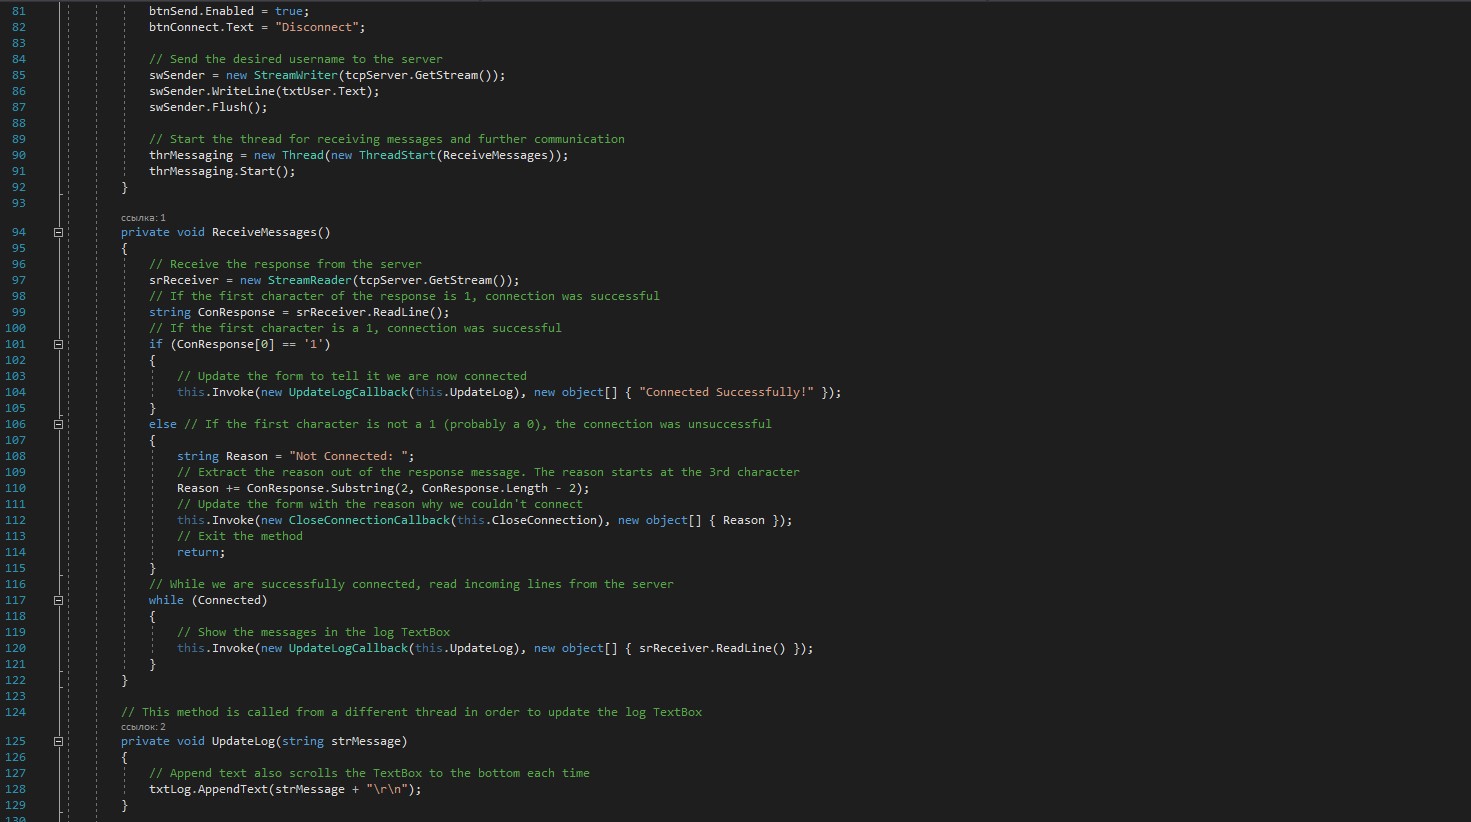 81 btnSend.Enabled = true;
82 btnConnect.Text = "Disconnect";
83
84 // Send the desired username to the server
85 swSender = new StreamWriter(tcpServer.GetStream());
86 swSender.WriteLine(txtUser.Text);
87 swSender.Flush();
88
89 // Start the thread for receiving messages and further communication
90 thrMessaging = new Thread(new ThreadStart(ReceiveMessages));
91 thrMessaging.Start();
92 }
93
ссылка: 1
94 private void ReceiveMessages()
95 {
96 // Receive the response from the server
97 srReceiver = new StreamReader(tcpServer.GetStream());
98 // If the first character of the response is 1, connection was successful
99 string ConResponse = srReceiver.ReadLine();
100 // If the first character is a 1, connection was successful
101 if (ConResponse[0] == '1')
102 {
103 // Update the form to tell it we are now connected
104 this.Invoke(new UpdateLogCallback(this.UpdateLog), new object[] { "Connected Successfully!" });
105 }
106 else // If the first character is not a 1 (probably a 0), the connection was unsuccessful
107 {
108 string Reason = "Not Connected: ";
109 // Extract the reason out of the response message. The reason starts at the 3rd character
110 Reason += ConResponse.Substring(2, ConResponse.Length - 2);
111 // Update the form with the reason why we couldn't connect
112 this.Invoke(new CloseConnectionCallback(this.CloseConnection), new object[] { Reason });
113 // Exit the method
114 return;
115 }
116 // While we are successfully connected, read incoming lines from the server
117 while (Connected)
118 {
119 // Show the messages in the log TextBox
120 this.Invoke(new UpdateLogCallback(this.UpdateLog), new object[] { srReceiver.ReadLine() });
121 }
122 }
123
124 // This method is called from a different thread in order to update the log TextBox
ссылок: 2
125 private void UpdateLog(string strMessage)
126 {
127 // Append text also scrolls the TextBox to the bottom each time
128 txtLog.AppendText(strMessage + "\r\n");
129 }
130